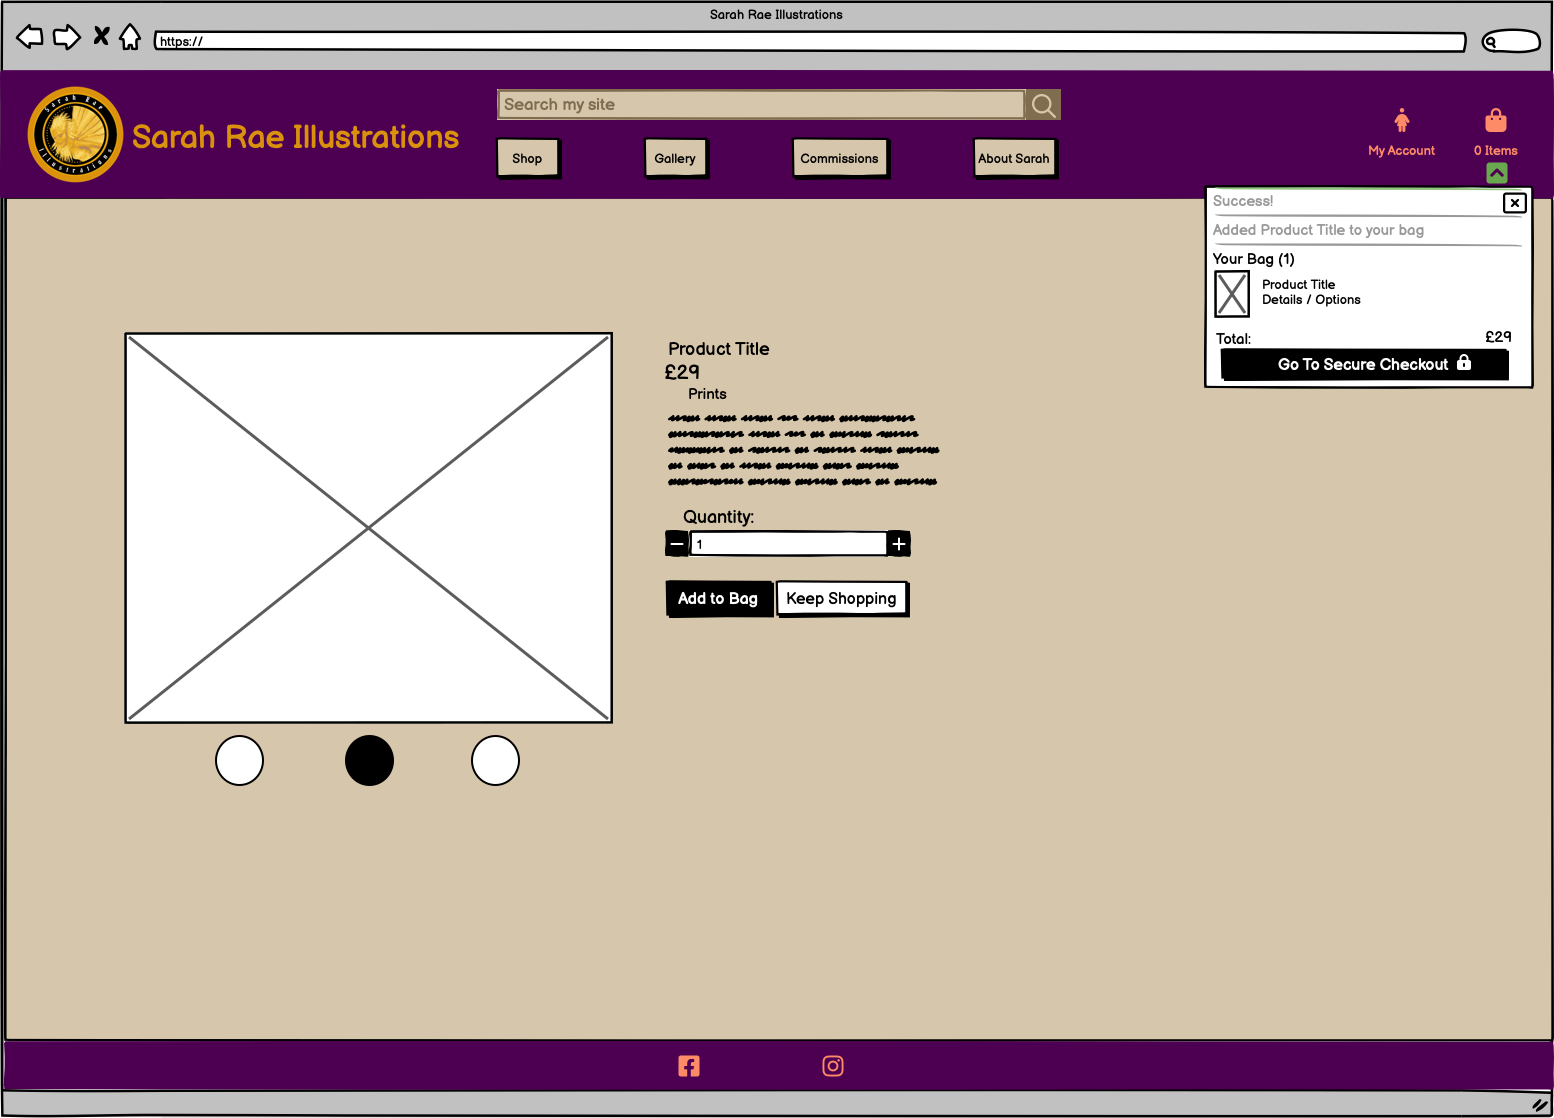 Sarah Rae Illustrations
https://
Sarah Rae
Illustrations
Sarah Rae Illustrations
Search my site
Shop
Gallery
Commissions
About Sarah
My Account
0 Items
Success!
Added Product Title to your bag
Your Bag (1)
Product Title
Details / Options
Total:
£29
Go To Secure Checkout
Product Title
£29
Prints
Quantity:
1
Add to Bag
Keep Shopping